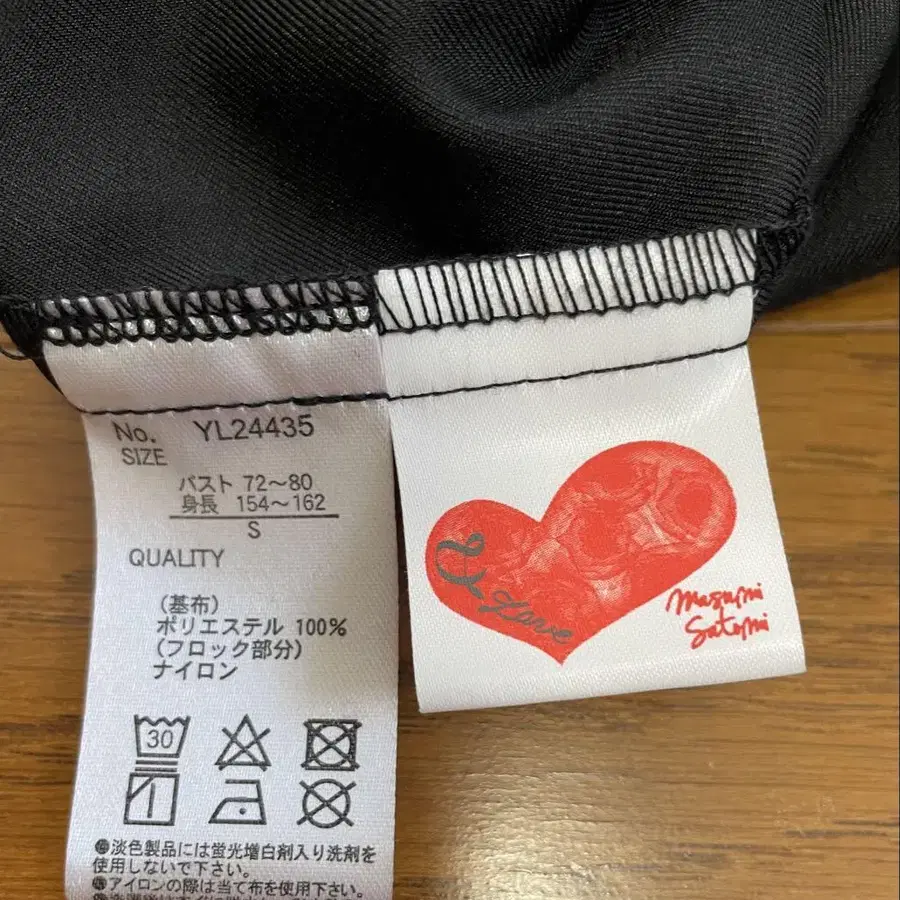 No. YL24435
SIZE
バスト 72〜80
身長 154〜162
S
QUALITY
(基布)
ポリエステル 100%
(フロック部分)
ナイロン
30
●淡色製品には蛍光増白剤入り洗剤を
使用しないで下さい。
●アイロンの際は当て布を使用下さい。
Love
masumi
Satomi